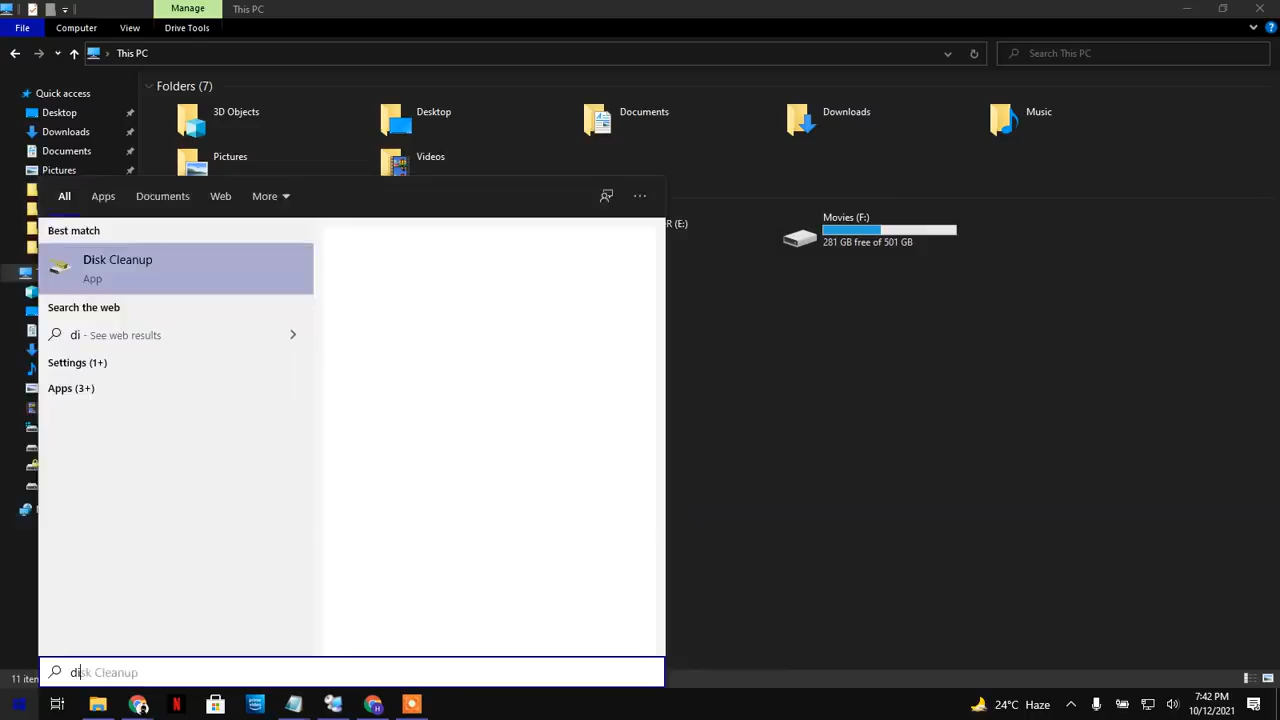 Manage
This PC
File
Computer
View
Drive Tools
This PC
Search This PC
Quick access
Desktop
Downloads
Documents
Pictures
Folders (7)
3D Objects
Desktop
Documents
Downloads
Music
Pictures
Videos
R (E:)
Movies (F:)
281 GB free of 501 GB
All
Apps
Documents
Web
More
Best match
Disk Cleanup
App
Search the web
di - See web results
Settings (1+)
Apps (3+)
disk Cleanup
11 iten
24°C Haze
7:42 PM
10/12/2021